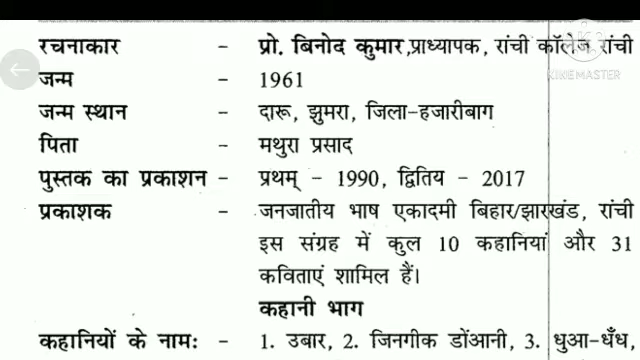 रचनाकार - प्रो. बिनोद कुमार,प्राध्यापक, रांची कॉलेज रांची
KINEMASTER
जन्म - 1961
जन्म स्थान - दारू, झुमरा, जिला-हजारीबाग
पिता - मथुरा प्रसाद
पुस्तक का प्रकाशन - प्रथम् - 1990, द्वितिय - 2017
प्रकाशक - जनजातीय भाष एकादमी बिहार/झारखंड, रांची
इस संग्रह में कुल 10 कहानियां और 31
कविताएं शामिल हैं।
कहानी भाग
कहानियों के नामः - 1. उबार, 2. जिनगीक डोंआनी, 3. धुआ-धँध,